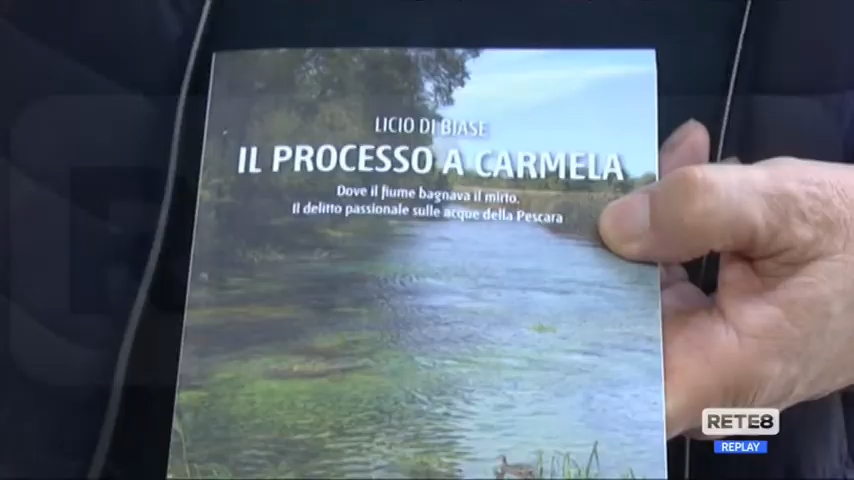 LICIO DI BIASE
IL PROCESSO A CARMELA
Dove il fiume bagnava il mirto.
Il delitto passionale sulle acque della Pescara
RETE8
REPLAY